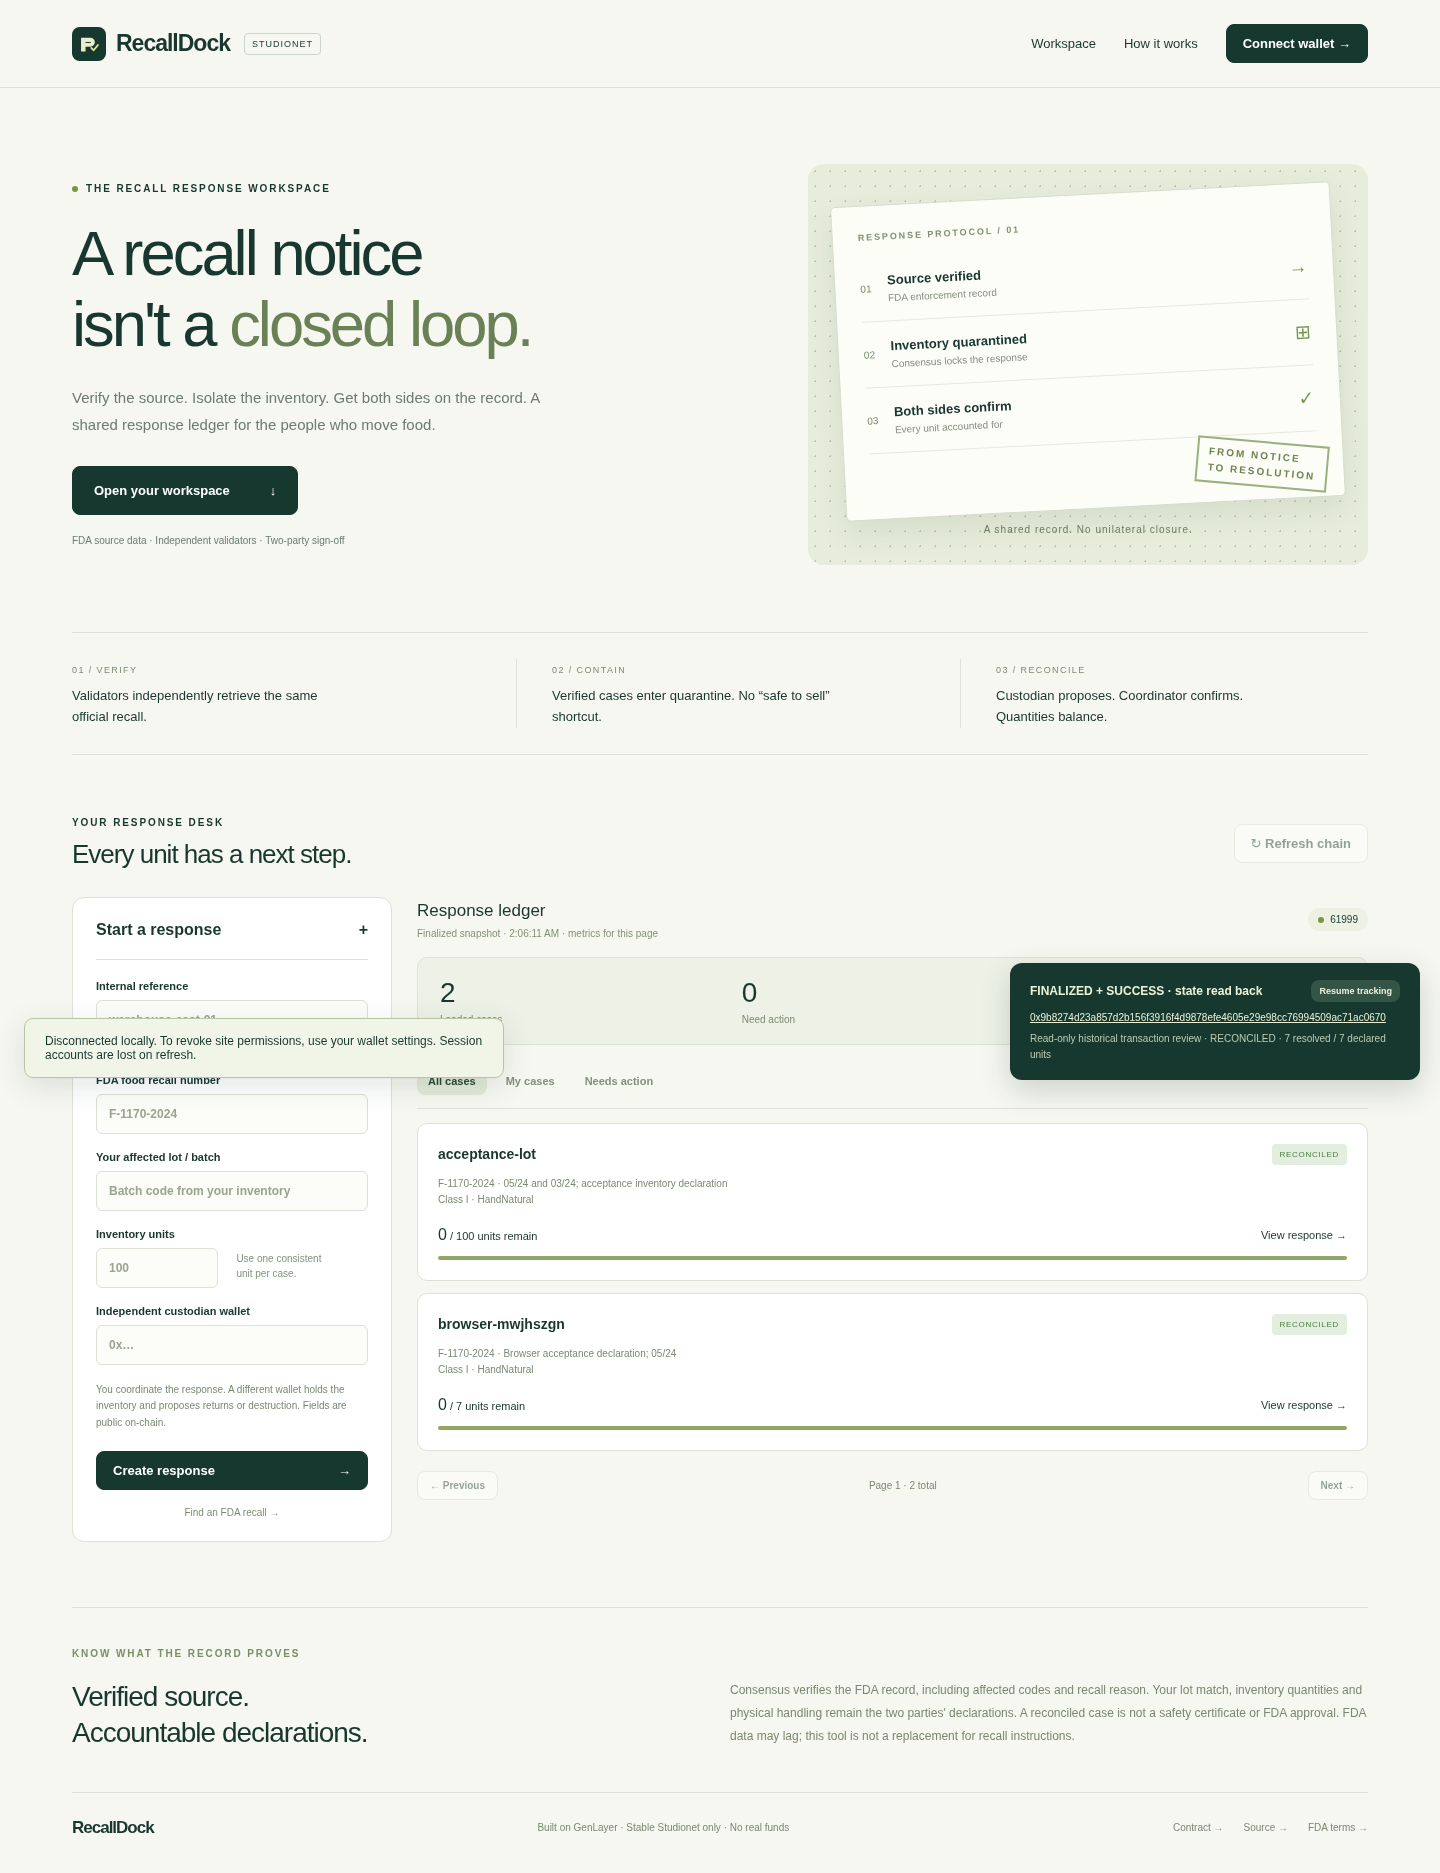 RecallDock
STUDIONET
Workspace
How it works
Connect wallet →
THE RECALL RESPONSE WORKSPACE
A recall notice
isn't a closed loop.
Verify the source. Isolate the inventory. Get both sides on the record. A
shared response ledger for the people who move food.
Open your workspace ↓
FDA source data · Independent validators · Two-party sign-off
RESPONSE PROTOCOL / 01
01
Source verified
FDA enforcement record
→
02
Inventory quarantined
Consensus locks the response
03
Both sides confirm
Every unit accounted for
✓
FROM NOTICE
TO RESOLUTION
A shared record. No unilateral closure.
01 / VERIFY
Validators independently retrieve the same
official recall.
02 / CONTAIN
Verified cases enter quarantine. No “safe to sell”
shortcut.
03 / RECONCILE
Custodian proposes. Coordinator confirms.
Quantities balance.
YOUR RESPONSE DESK
Every unit has a next step.
↻ Refresh chain
Start a response +
Internal reference
Disconnected locally. To revoke site permissions, use your wallet settings. Session
accounts are lost on refresh.
FDA food recall number
F-1170-2024
Your affected lot / batch
Batch code from your inventory
Inventory units
100
Use one consistent
unit per case.
Independent custodian wallet
0x...
You coordinate the response. A different wallet holds the
inventory and proposes returns or destruction. Fields are
public on-chain.
Create response →
Find an FDA recall →
Response ledger
Finalized snapshot · 2:06:11 AM · metrics for this page
61999
2
0
Need action
FINALIZED + SUCCESS · state read back
Resume tracking
0x9b8274d23a857d2b156f3916f4d9878efe4605e29e98cc76994509ac71ac0670
Read-only historical transaction review · RECONCILED · 7 resolved / 7 declared
units
All cases
My cases
Needs action
acceptance-lot
RECONCILED
F-1170-2024 · 05/24 and 03/24; acceptance inventory declaration
Class I · HandNatural
0 / 100 units remain
View response →
browser-mwjhszgn
RECONCILED
F-1170-2024 · Browser acceptance declaration; 05/24
Class I · HandNatural
0 / 7 units remain
View response →
← Previous
Page 1 · 2 total
Next →
KNOW WHAT THE RECORD PROVES
Verified source.
Accountable declarations.
Consensus verifies the FDA record, including affected codes and recall reason. Your lot match, inventory quantities and
physical handling remain the two parties' declarations. A reconciled case is not a safety certificate or FDA approval. FDA
data may lag; this tool is not a replacement for recall instructions.
RecallDock
Built on GenLayer · Stable Studionet only · No real funds
Contract →
Source →
FDA terms →